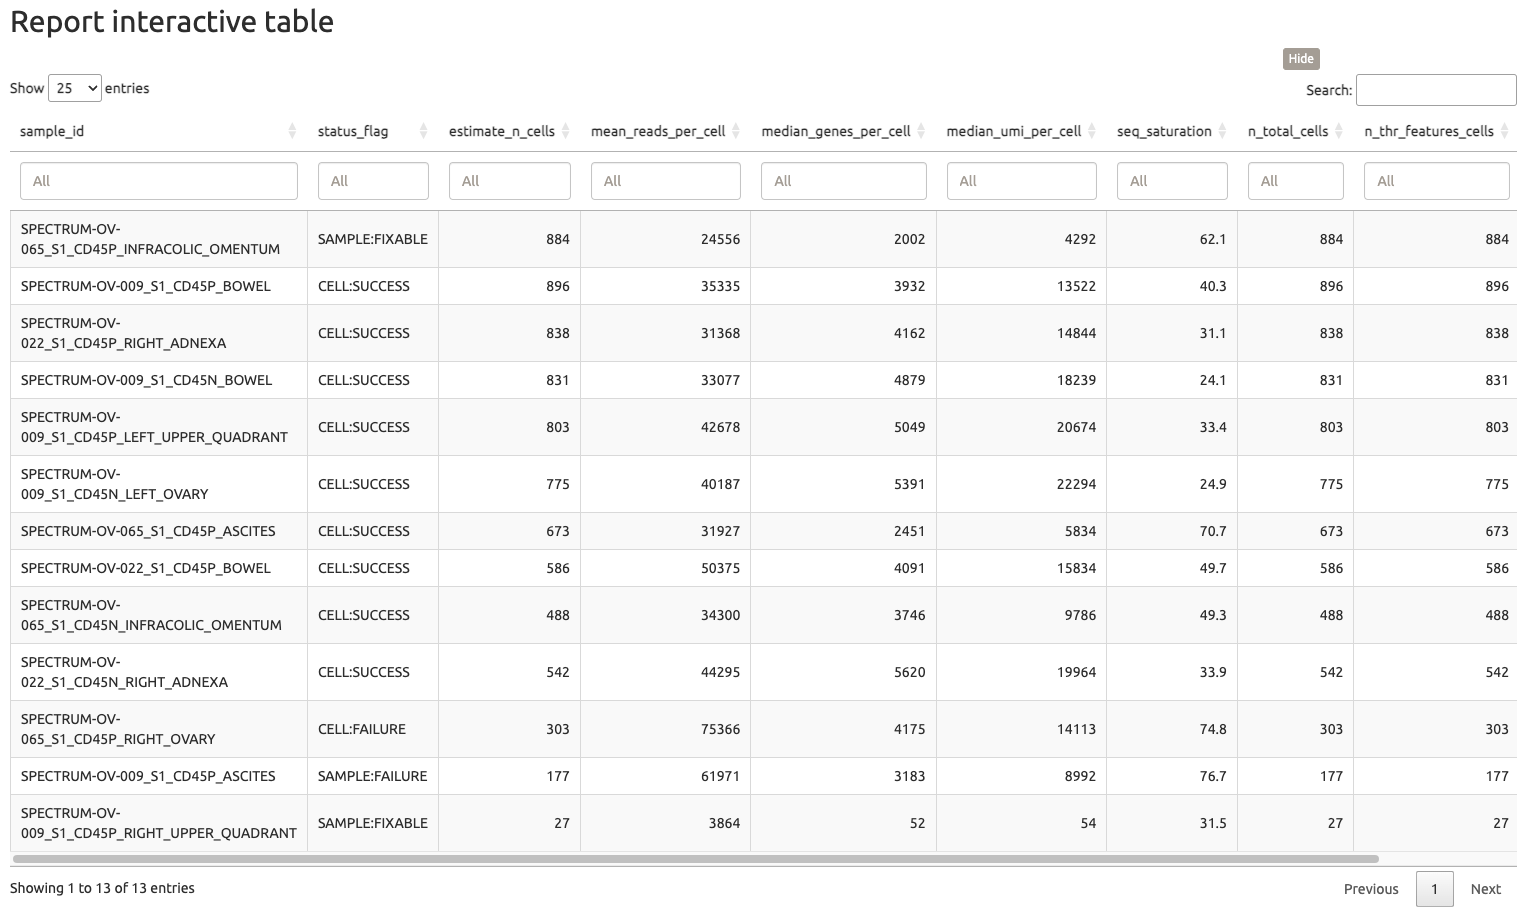 Report interactive table
Hide
Show 25 entries
Search:
sample_id status_flag estimate_n_cells mean_reads_per_cell median_genes_per_cell median_umi_per_cell seq_saturation n_total_cells n_thr_features_cells
All All All All All All All All All
SPECTRUM-OV-
065_S1_CD45P_INFRACOLIC_OMENTUM SAMPLE:FIXABLE 884 24556 2002 4292 62.1 884 884
SPECTRUM-OV-009_S1_CD45P_BOWEL CELL:SUCCESS 896 35335 3932 13522 40.3 896 896
SPECTRUM-OV-
022_S1_CD45P_RIGHT_ADNEXA CELL:SUCCESS 838 31368 4162 14844 31.1 838 838
SPECTRUM-OV-009_S1_CD45N_BOWEL CELL:SUCCESS 831 33077 4879 18239 24.1 831 831
SPECTRUM-OV-
009_S1_CD45P_LEFT_UPPER_QUADRANT CELL:SUCCESS 803 42678 5049 20674 33.4 803 803
SPECTRUM-OV-
009_S1_CD45N_LEFT_OVARY CELL:SUCCESS 775 40187 5391 22294 24.9 775 775
SPECTRUM-OV-065_S1_CD45P_ASCITES CELL:SUCCESS 673 31927 2451 5834 70.7 673 673
SPECTRUM-OV-022_S1_CD45P_BOWEL CELL:SUCCESS 586 50375 4091 15834 49.7 586 586
SPECTRUM-OV-
065_S1_CD45N_INFRACOLIC_OMENTUM CELL:SUCCESS 488 34300 3746 9786 49.3 488 488
SPECTRUM-OV-
022_S1_CD45N_RIGHT_ADNEXA CELL:SUCCESS 542 44295 5620 19964 33.9 542 542
SPECTRUM-OV-
065_S1_CD45P_RIGHT_OVARY CELL:FAILURE 303 75366 4175 14113 74.8 303 303
SPECTRUM-OV-009_S1_CD45P_ASCITES SAMPLE:FAILURE 177 61971 3183 8992 76.7 177 177
SPECTRUM-OV-
009_S1_CD45P_RIGHT_UPPER_QUADRANT SAMPLE:FIXABLE 27 3864 52 54 31.5 27 27
Showing 1 to 13 of 13 entries
Previous 1 Next